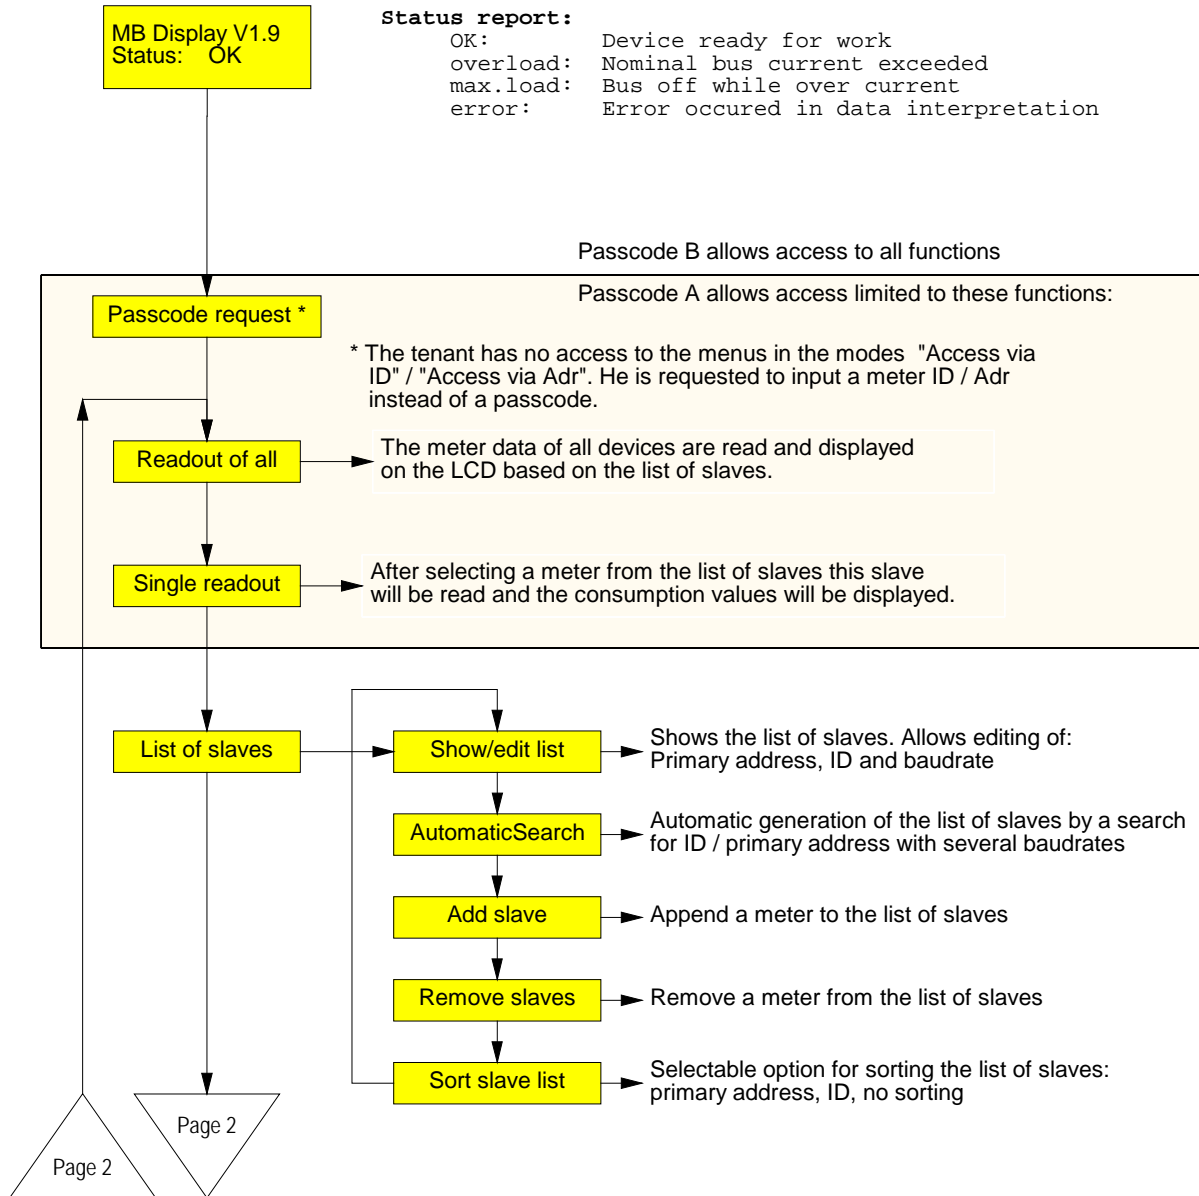 MB Display V1.9
Status: OK
Status report:
OK: Device ready for work
overload: Nominal bus current exceeded
max.load: Bus off while over current
error: Error occured in data interpretation
Passcode B allows access to all functions
Passcode A allows access limited to these functions:
Passcode request *
* The tenant has no access to the menus in the modes "Access via
ID" / "Access via Adr". He is requested to input a meter ID / Adr
instead of a passcode.
Readout of all
The meter data of all devices are read and displayed
on the LCD based on the list of slaves.
Single readout
After selecting a meter from the list of slaves this slave
will be read and the consumption values will be displayed.
List of slaves
Show/edit list
Shows the list of slaves. Allows editing of:
Primary address, ID and baudrate
AutomaticSearch
Automatic generation of the list of slaves by a search
for ID / primary address with several baudrates
Add slave
Append a meter to the list of slaves
Remove slaves
Remove a meter from the list of slaves
Sort slave list
Selectable option for sorting the list of slaves:
primary address, ID, no sorting
Page 2
Page 2